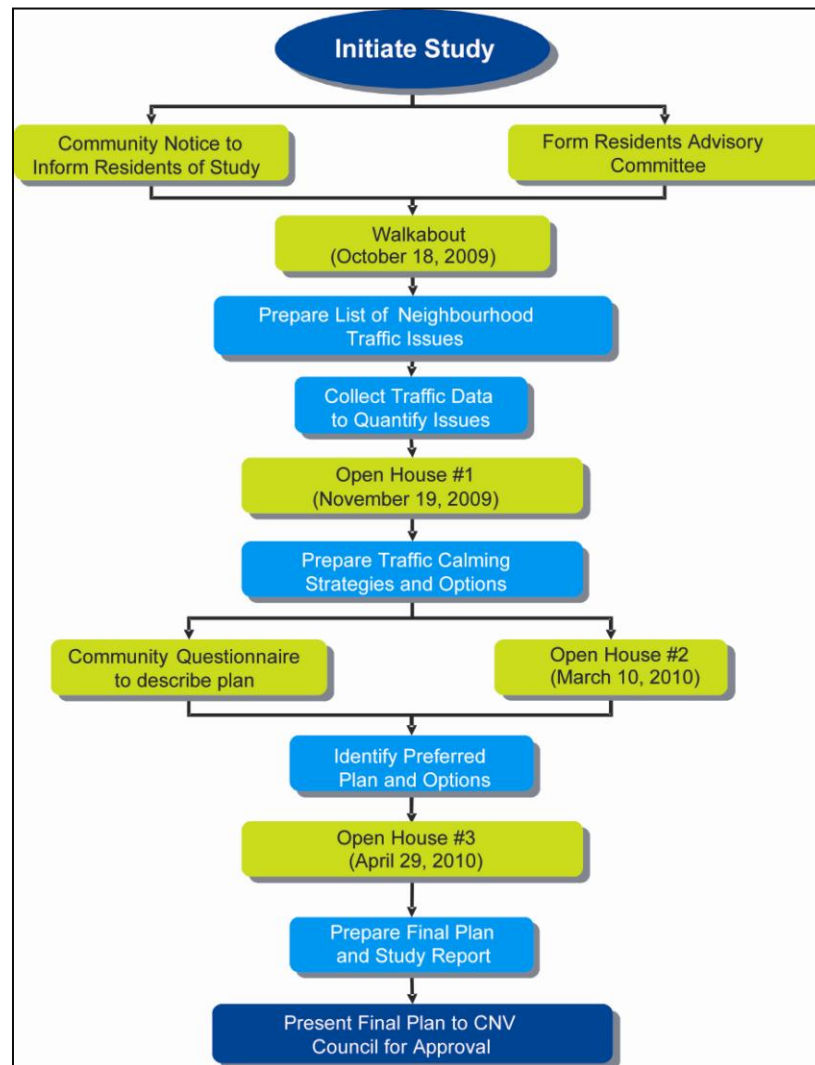 Initiate Study
Community Notice to
Inform Residents of Study
Form Residents Advisory
Committee
Walkabout
(October 18, 2009)
Prepare List of Neighbourhood
Traffic Issues
Collect Traffic Data
to Quantify Issues
Open House #1
(November 19, 2009)
Prepare Traffic Calming
Strategies and Options
Community Questionnaire
to describe plan
Open House #2
(March 10, 2010)
Identify Preferred
Plan and Options
Open House #3
(April 29, 2010)
Prepare Final Plan
and Study Report
Present Final Plan to CNV
Council for Approval